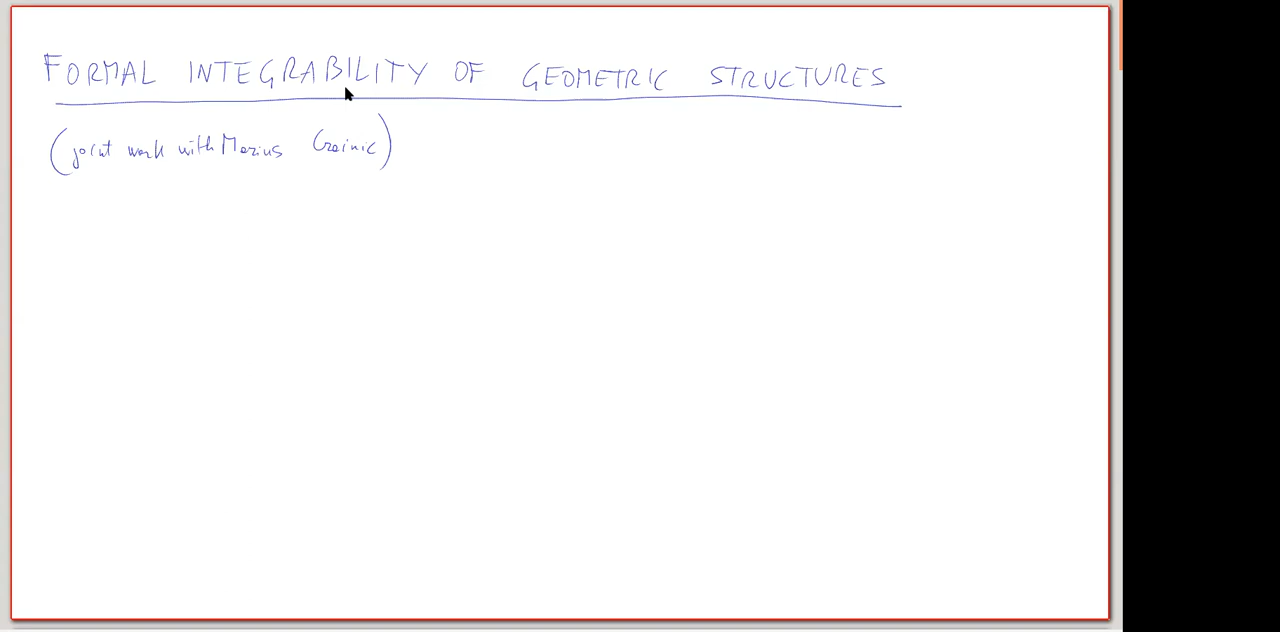 FORMAL INTEGRABILITY OF GEOMETRIC STRUCTURES
(joint work with Marius Crainic)